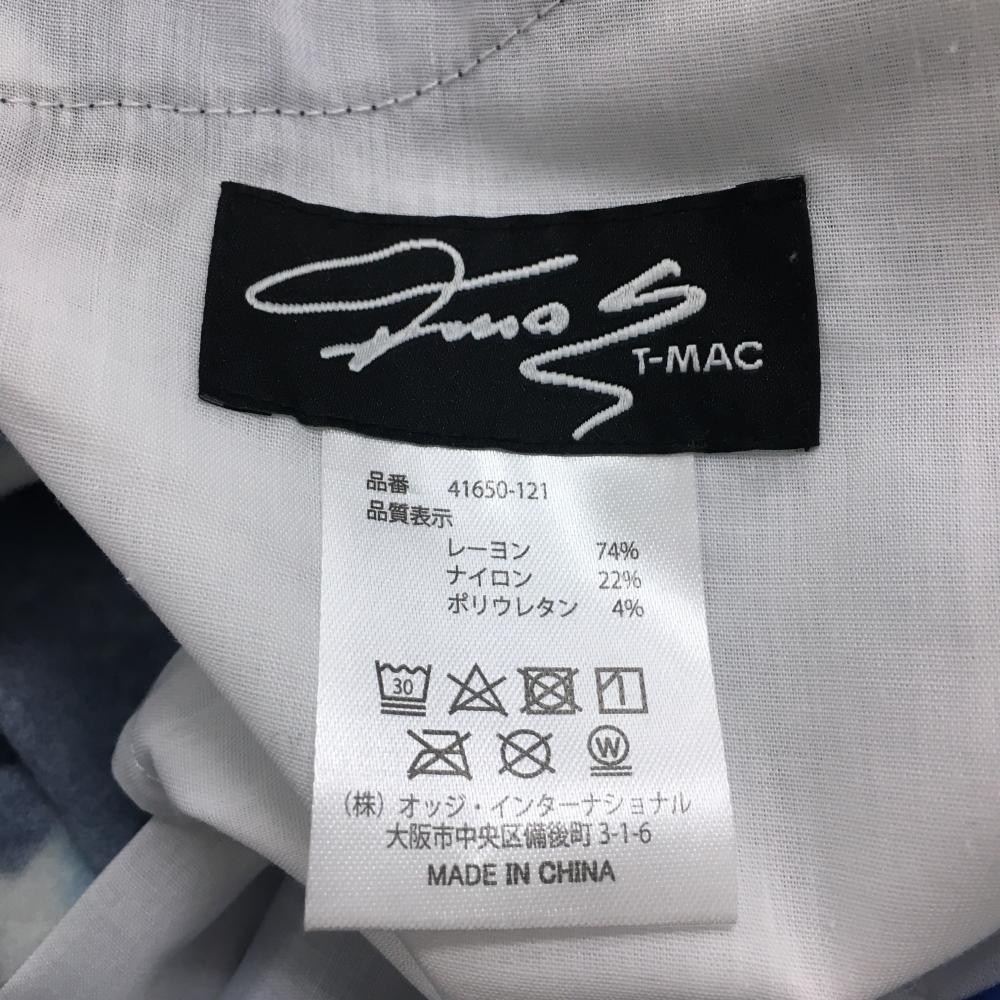 T-MAC
品番 41650-121
品質表示
レーヨン 74%
ナイロン 22%
ポリウレタン 4%
30
W
(株) オッジ・インターナショナル
大阪市中央区備後町 3-1-6
MADE IN CHINA